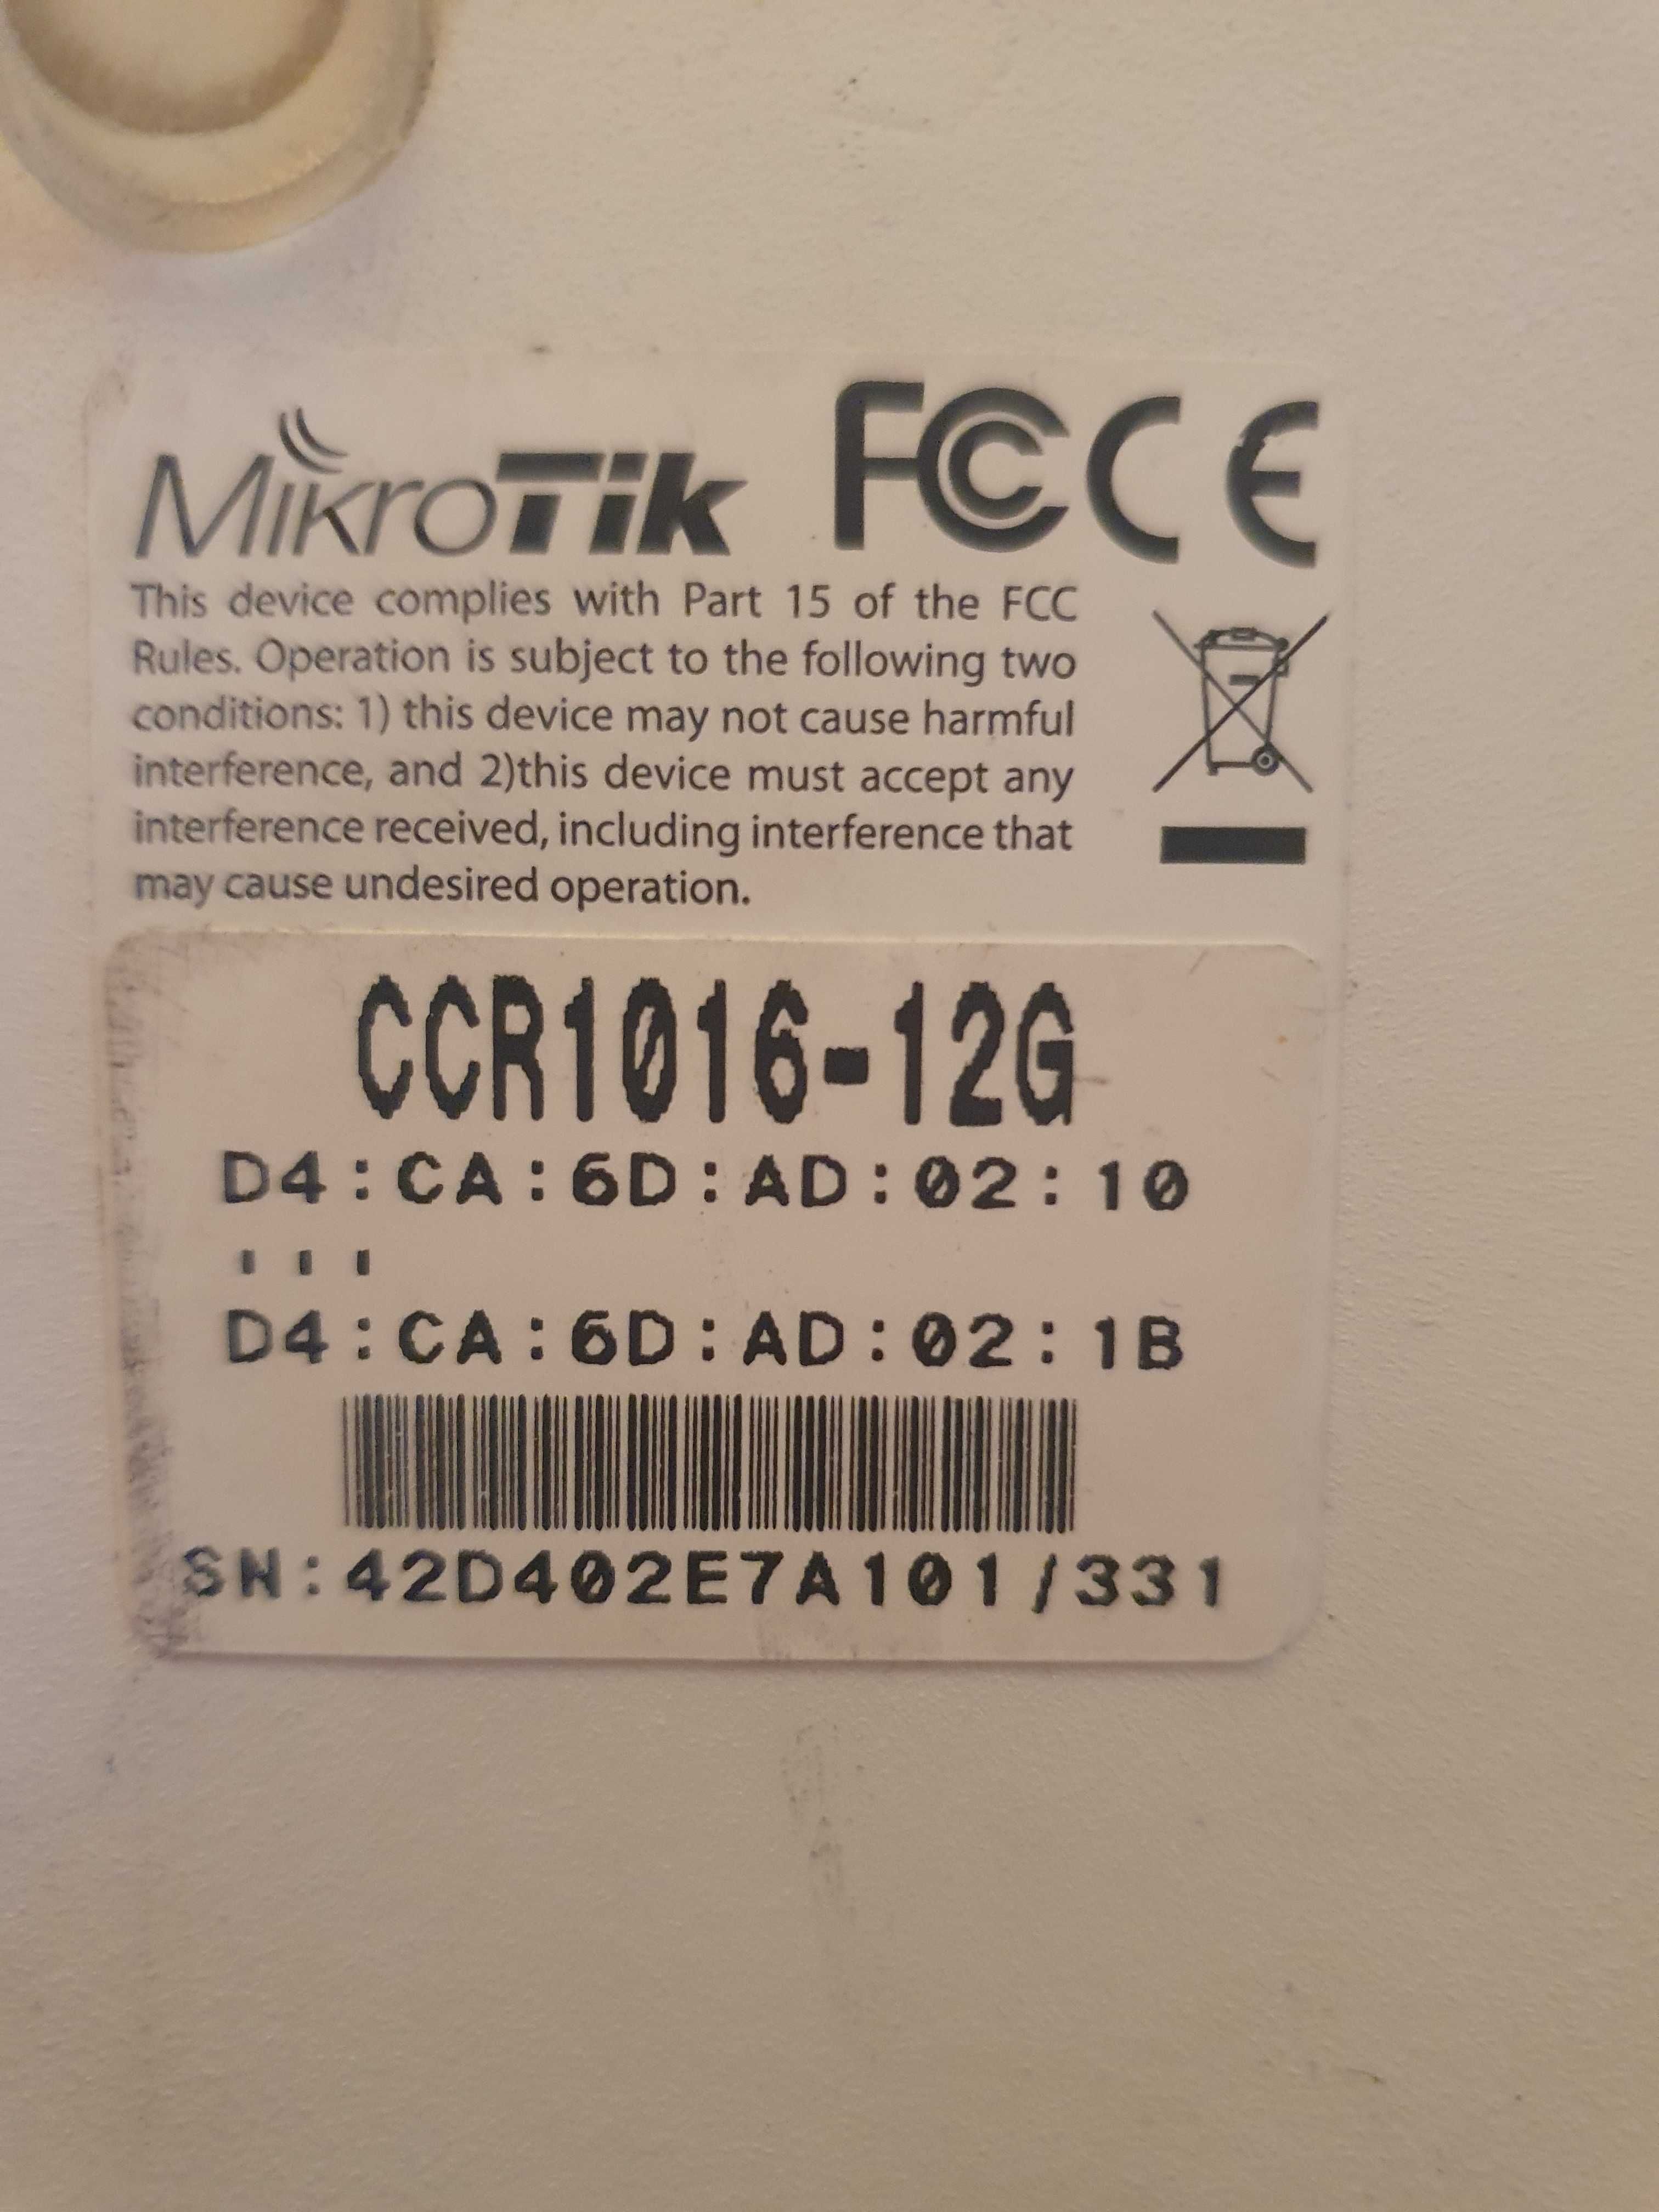 MikroTik FCC CE
This device complies with Part 15 of the FCC
Rules. Operation is subject to the following two
conditions: 1) this device may not cause harmful
interference, and 2)this device must accept any
interference received, including interference that
may cause undesired operation.
CCR1016-12G
D4:CA:6D:AD:02:10
...
D4:CA:6D:AD:02:1B
SN:42D402E7A101/331